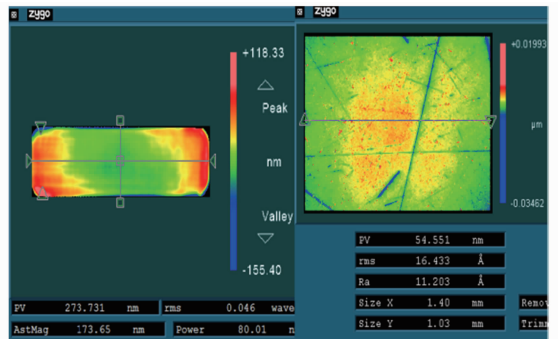 zygo
+118.33
Peak
nm
Valley
-155.40
PV 273.731 nm rms 0.046 wave
AstMag 173.65 nm Power 80.01 n
zygo
+0.01993
µm
-0.03462
PV 54.551 nm
rms 16.433 Å
Ra 11.203 Å
Size X 1.40 mm Remov
Size Y 1.03 mm Trimm